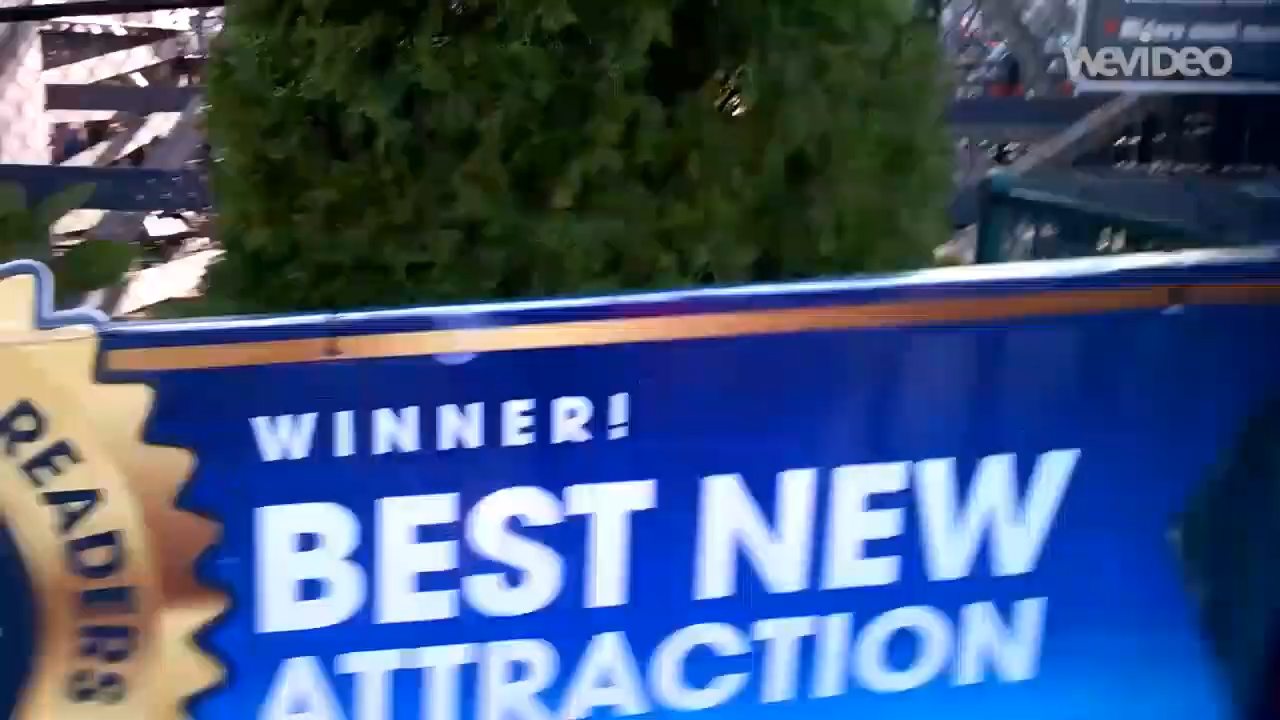 WEVIDEO
WINNER!
BEST NEW
ATTRACTION
READERS